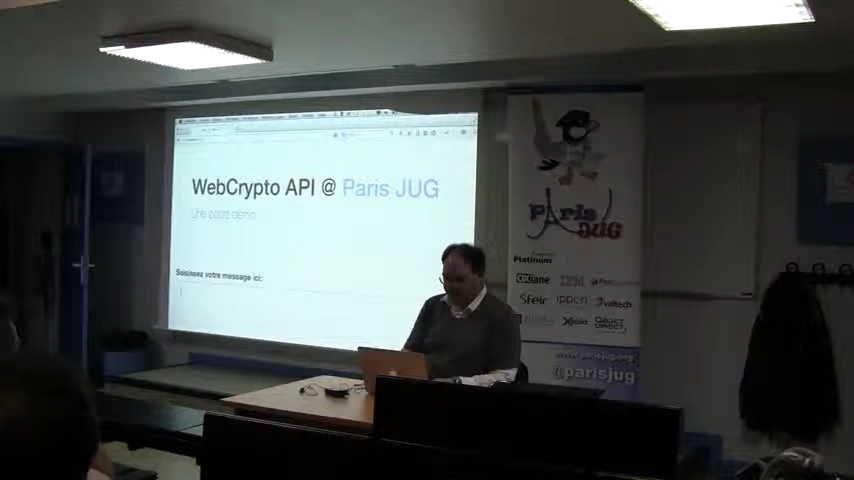 WebCrypto API @ Paris JUG
Une petite démo
Saisissez votre message ici:
Paris
JUG
Platinum
OXiane
IBM
Sfeir
ippon
valtech
Xebia
OBJET
DIRECT
www.parisjug.org
@parisjug